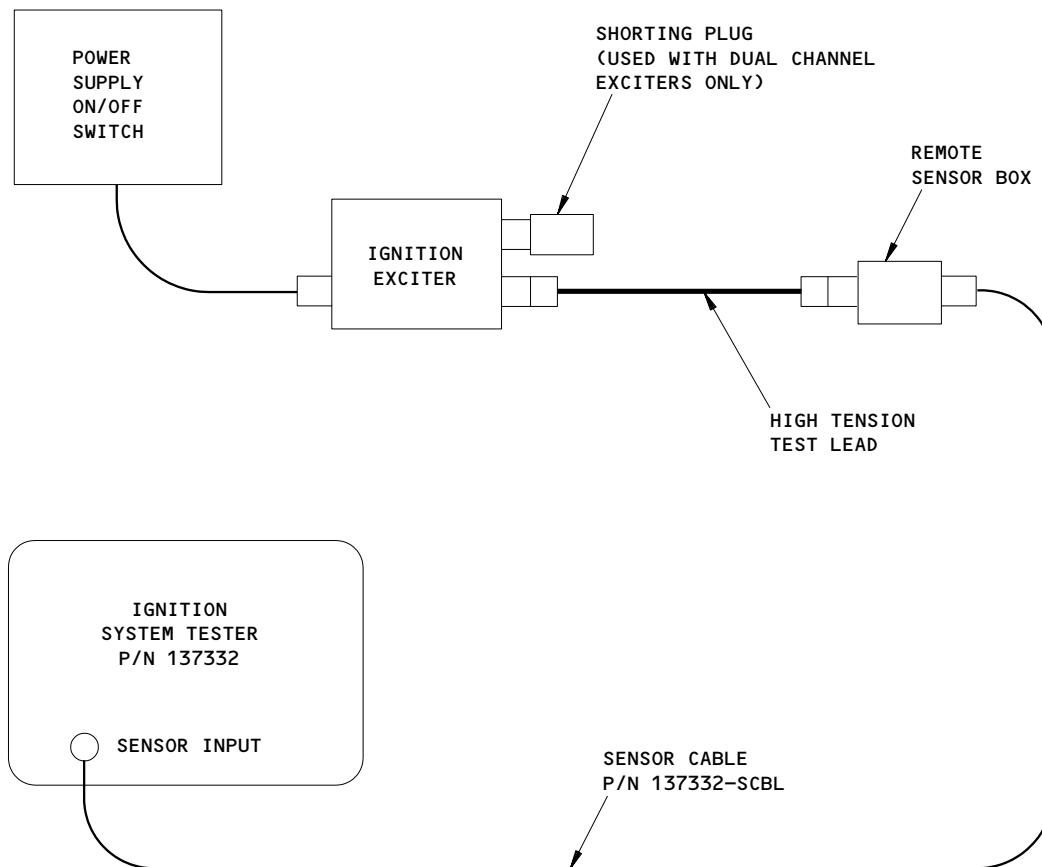 POWER
SUPPLY
ON/OFF
SWITCH
SHORTING PLUG
(USED WITH DUAL CHANNEL
EXCITERS ONLY)
REMOTE
SENSOR BOX
IGNITION
EXCITER
HIGH TENSION
TEST LEAD
IGNITION
SYSTEM TESTER
P/N 137332
SENSOR INPUT
SENSOR CABLE
P/N 137332-SCBL